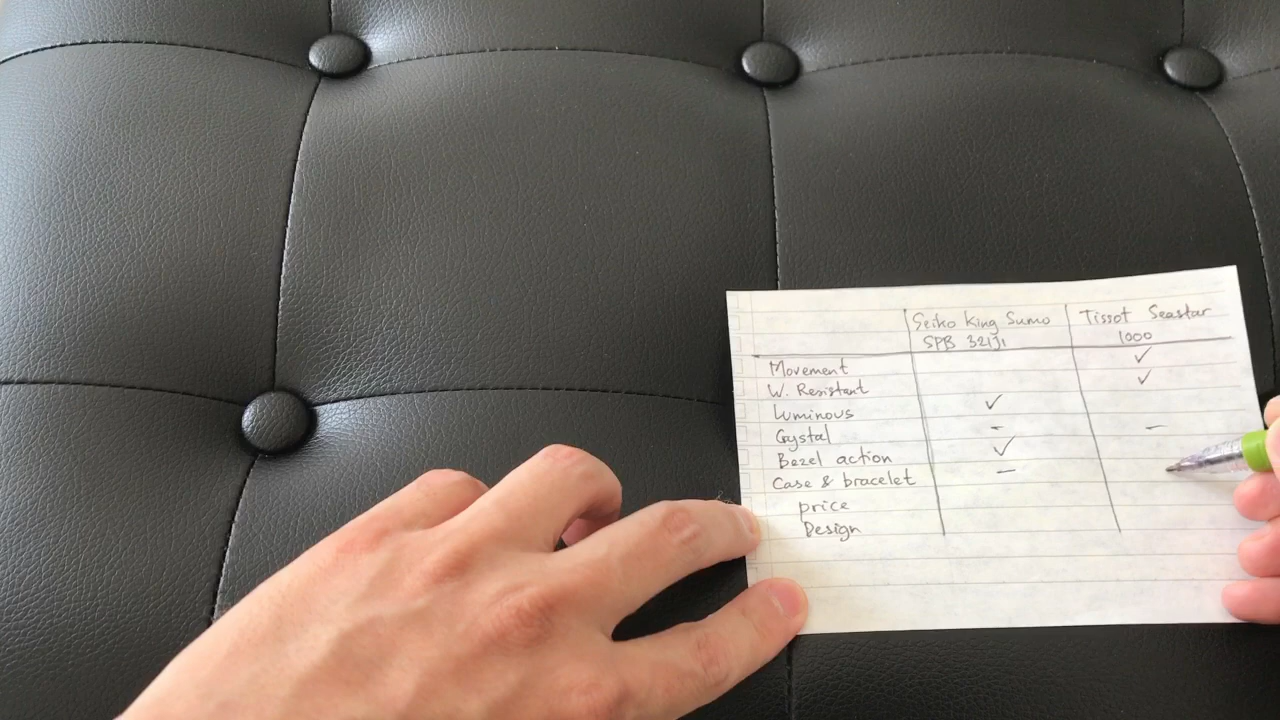 Seiko King Sumo Tissot Seastar
SPB 321J1 1000
Movement ✓
W. Resistant ✓
Luminous ✓
Crystal - -
Bezel action ✓
Case & bracelet -
price
Design